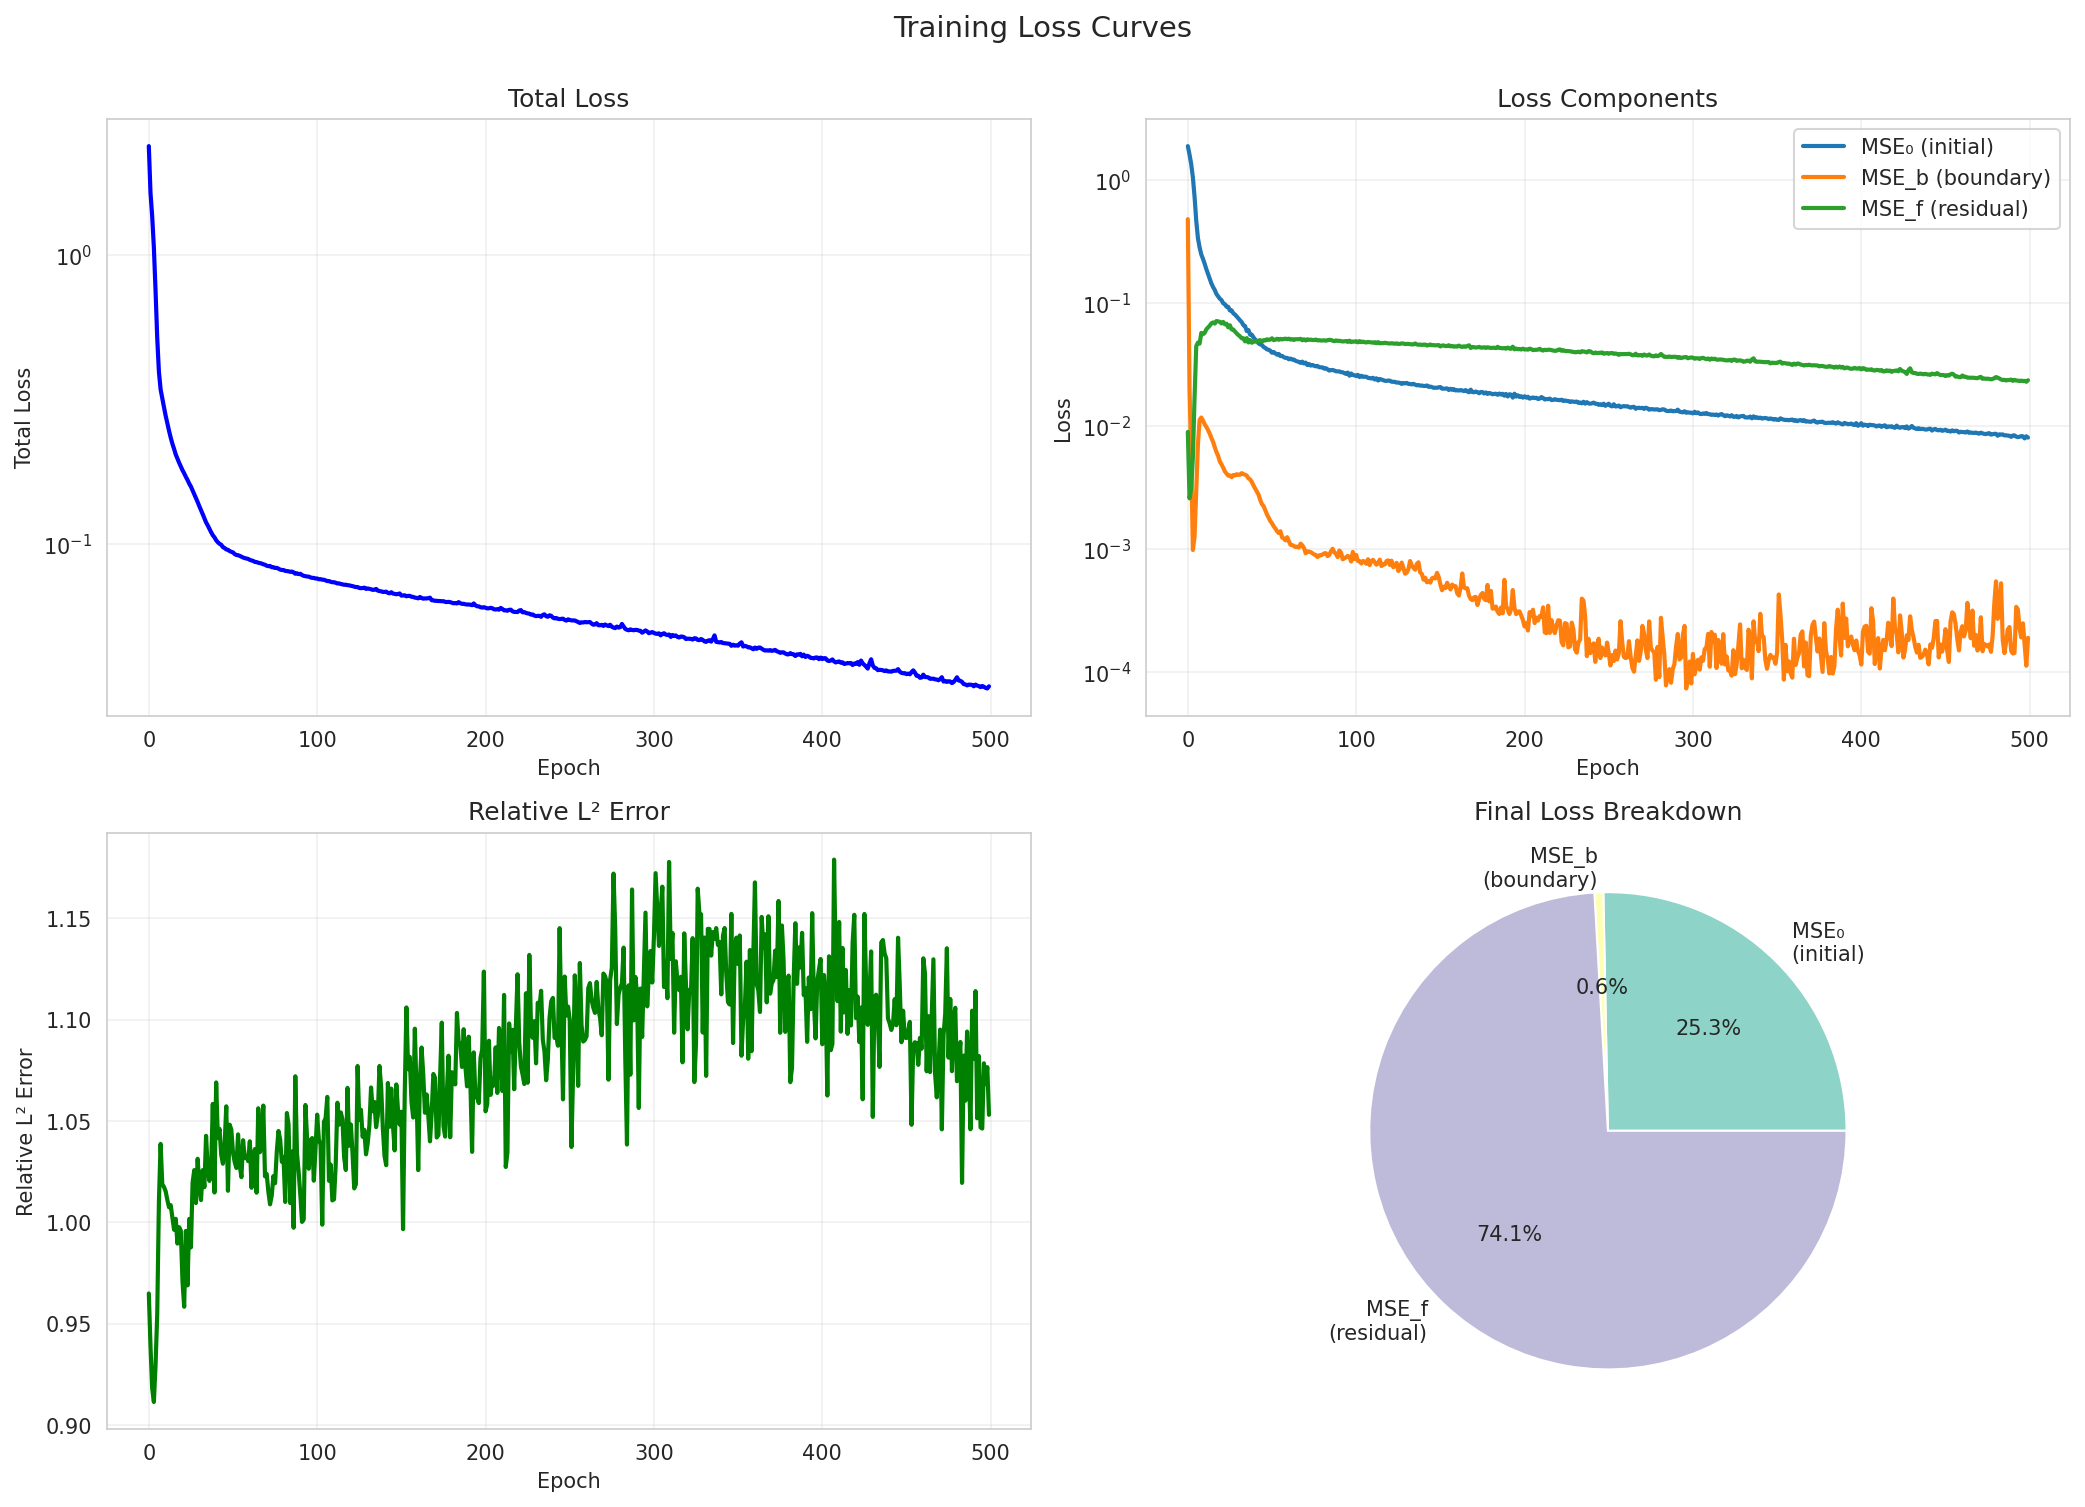 Training Loss Curves
Total Loss
10⁰
10⁻¹
Total Loss
0 100 200 300 400 500
Epoch
Loss Components
MSE₀ (initial)
MSE_b (boundary)
MSE_f (residual)
10⁰
10⁻¹
10⁻²
10⁻³
10⁻⁴
Loss
0 100 200 300 400 500
Epoch
Relative L² Error
1.15
1.10
1.05
1.00
0.95
0.90
Relative L² Error
0 100 200 300 400 500
Epoch
Final Loss Breakdown
MSE_b
(boundary)
MSE₀
(initial)
0.6%
25.3%
74.1%
MSE_f
(residual)